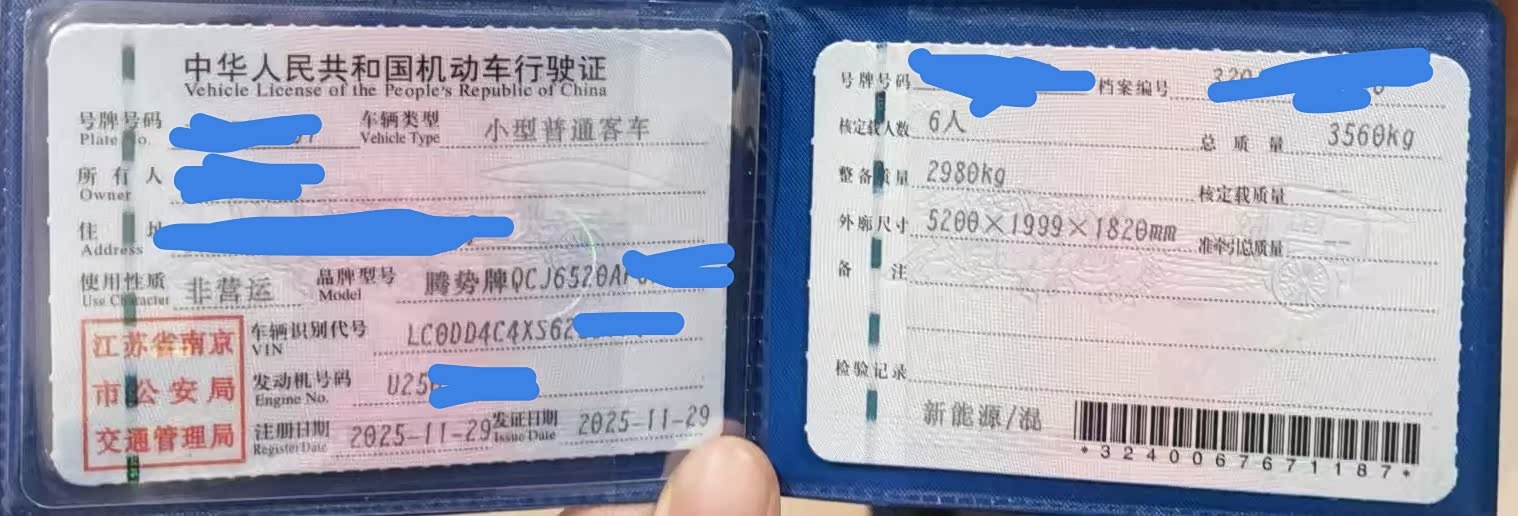 中华人民共和国机动车行驶证
Vehicle License of the People's Republic of China
号牌号码 车辆类型 小型普通客车
Plate No. Vehicle Type
所有人
Owner
住址
Address
使用性质 非营运 品牌型号 腾势牌QCJ6520A
Use Character Model
车辆识别代号 LC0DD4C4XS62
VIN
江苏省南京
市公安局
交通管理局
发动机号码 U25
Engine No.
注册日期 2025-11-29 发证日期 2025-11-29
Register Date Issue Date
号牌号码 档案编号 320
核定载人数 6人 总质量 3560kg
整备质量 2980kg 核定载质量 --
外廓尺寸 5200×1999×1820mm 准牵引总质量 --
备注
检验记录
新能源/混
*3240067671187*